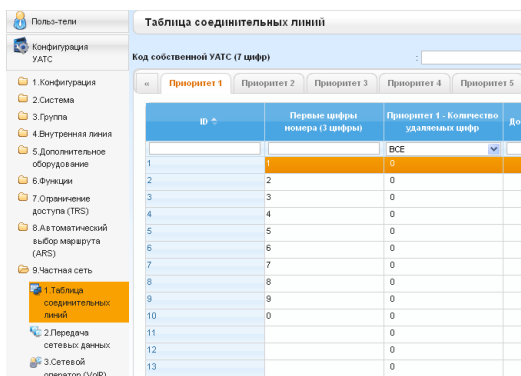 Польз-тели
Конфигурация
УАТС
1.Конфигурация
2.Система
3.Группа
4.Внутренняя линия
5.Дополнительное
оборудование
6.Функции
7.Ограничение
доступа (TRS)
8.Автоматический
выбор маршрута
(ARS)
9.Частная сеть
1.Таблица
соединительных
линий
2.Передача
сетевых данных
3.Сетевой
оператор (VoIP)
Таблица соединительных линий
Код собственной УАТС (7 цифр) :
« Приоритет 1 Приоритет 2 Приоритет 3 Приоритет 4 Приоритет 5
ID Первые цифры номера (3 цифры) Приоритет 1 - Количество удаляемых цифр До
ВСЕ
1 1 0
2 2 0
3 3 0
4 4 0
5 5 0
6 6 0
7 7 0
8 8 0
9 9 0
10 0 0
11 0
12 0
13 0